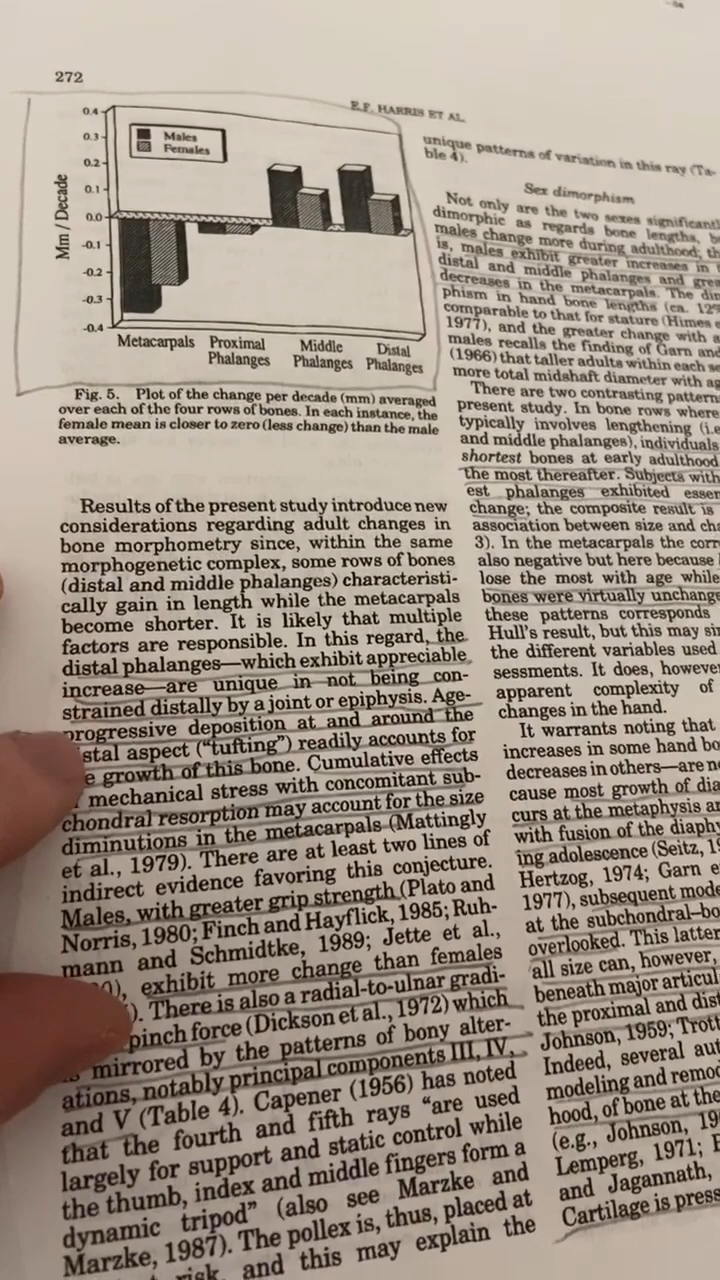 272
E.F. HARRIS ET AL.
0.4
0.3
0.2
0.1
0.0
-0.1
-0.2
-0.3
-0.4
Mm / Decade
Males
Females
Metacarpals
Proximal
Phalanges
Middle
Phalanges
Distal
Phalanges
Fig. 5. Plot of the change per decade (mm) averaged
over each of the four rows of bones. In each instance, the
female mean is closer to zero (less change) than the male
average.
Results of the present study introduce new
considerations regarding adult changes in
bone morphometry since, within the same
morphogenetic complex, some rows of bones
(distal and middle phalanges) characteristi-
cally gain in length while the metacarpals
become shorter. It is likely that multiple
factors are responsible. In this regard, the
distal phalanges—which exhibit appreciable
increase—are unique in not being con-
strained distally by a joint or epiphysis. Age-
progressive deposition at and around the
stal aspect ("tufting") readily accounts for
e growth of this bone. Cumulative effects
mechanical stress with concomitant sub-
chondral resorption may account for the size
diminutions in the metacarpals (Mattingly
et al., 1979). There are at least two lines of
indirect evidence favoring this conjecture.
Males, with greater grip strength (Plato and
Norris, 1980; Finch and Hayflick, 1985; Ruh-
mann and Schmidtke, 1989; Jette et al.,
0), exhibit more change than females
). There is also a radial-to-ulnar gradi-
pinch force (Dickson et al., 1972) which
mirrored by the patterns of bony alter-
ations, notably principal components III, IV,
and V (Table 4). Capener (1956) has noted
that the fourth and fifth rays "are used
largely for support and static control while
the thumb, index and middle fingers form a
dynamic tripod" (also see Marzke and
Marzke, 1987). The pollex is, thus, placed at
risk, and this may explain the
unique patterns of variation in this ray (Ta-
ble 4).
Sex dimorphism
Not only are the two sexes significantl
dimorphic as regards bone lengths, b
males change more during adulthood; th
is, males exhibit greater increases in
distal and middle phalanges and grea
decreases in the metacarpals. The dim
phism in hand bone lengths (ca. 12%
comparable to that for stature (Himes
1977), and the greater change with a
males recalls the finding of Garn and
(1966) that taller adults within each se
more total midshaft diameter with ag
There are two contrasting pattern
present study. In bone rows where
typically involves lengthening (i.e
and middle phalanges), individuals
shortest bones at early adulthood
the most thereafter. Subjects with
est phalanges exhibited essen
change; the composite result is
association between size and cha
3). In the metacarpals the corr
also negative but here because
lose the most with age while
bones were virtually unchange
these patterns corresponds
Hull's result, but this may sim
the different variables used
sessments. It does, however
apparent complexity of
changes in the hand.
It warrants noting that
increases in some hand bo
decreases in others—are no
cause most growth of dia
curs at the metaphysis an
with fusion of the diaphy
ing adolescence (Seitz, 19
Hertzog, 1974; Garn e
1977), subsequent mode
at the subchondral–bo
overlooked. This latter
all size can, however,
beneath major articul
the proximal and dist
Johnson, 1959; Trott
Indeed, several aut
modeling and remod
hood, of bone at the
(e.g., Johnson, 19
Lemperg, 1971; 
and Jagannath,
Cartilage is press